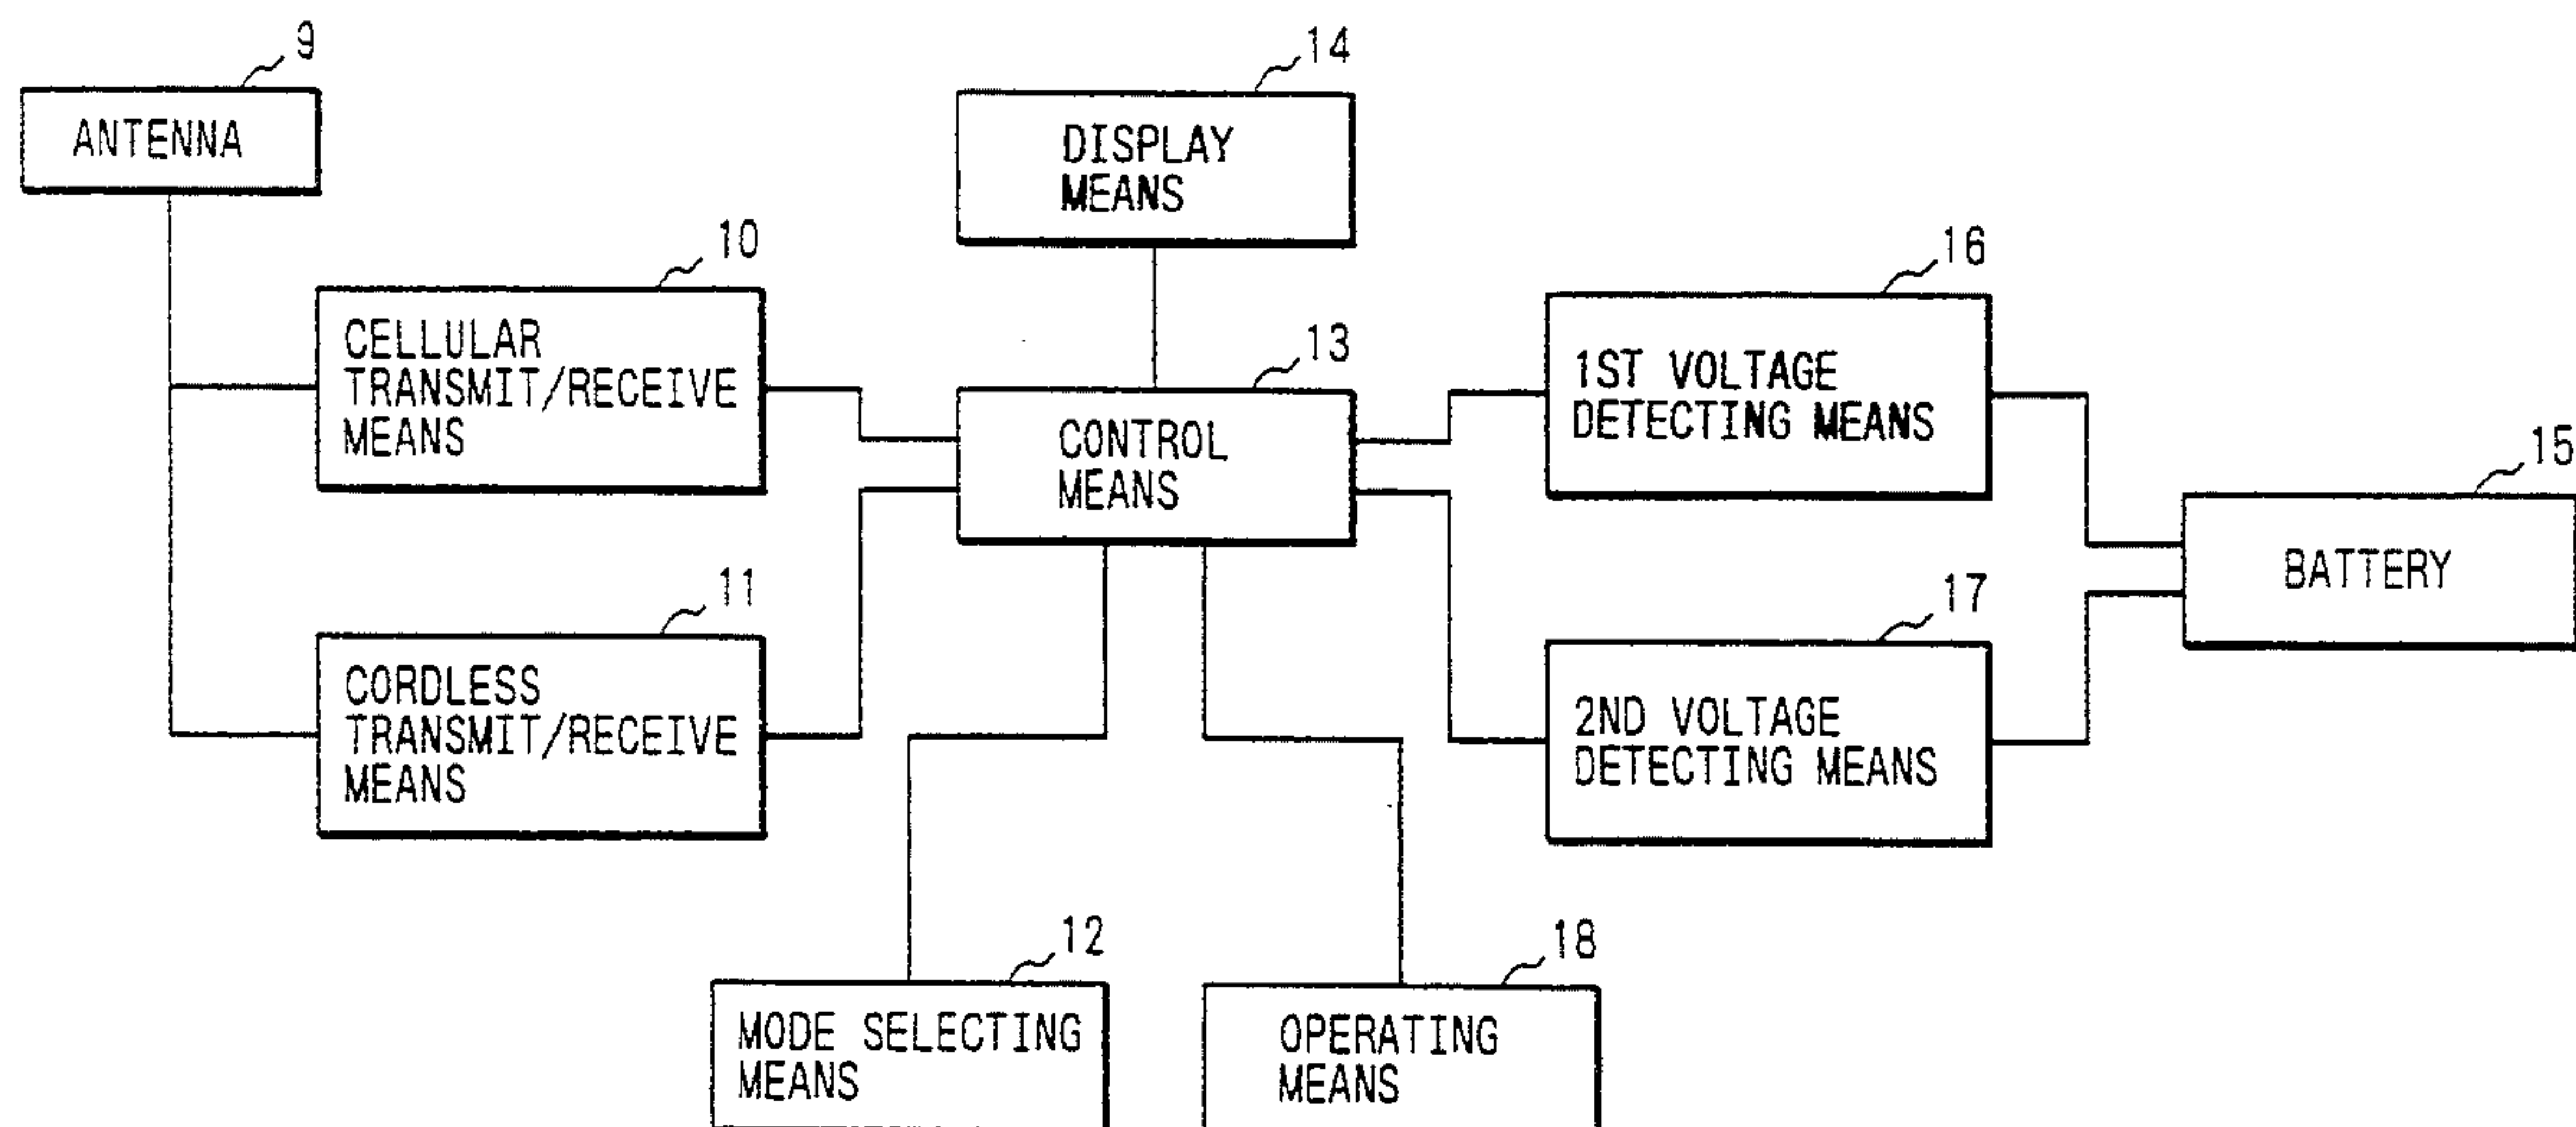 9
ANTENNA
14
DISPLAY
MEANS
10
CELLULAR
TRANSMIT/RECEIVE
MEANS
13
CONTROL
MEANS
16
1ST VOLTAGE
DETECTING MEANS
15
BATTERY
11
CORDLESS
TRANSMIT/RECEIVE
MEANS
17
2ND VOLTAGE
DETECTING MEANS
12
MODE SELECTING
MEANS
18
OPERATING
MEANS